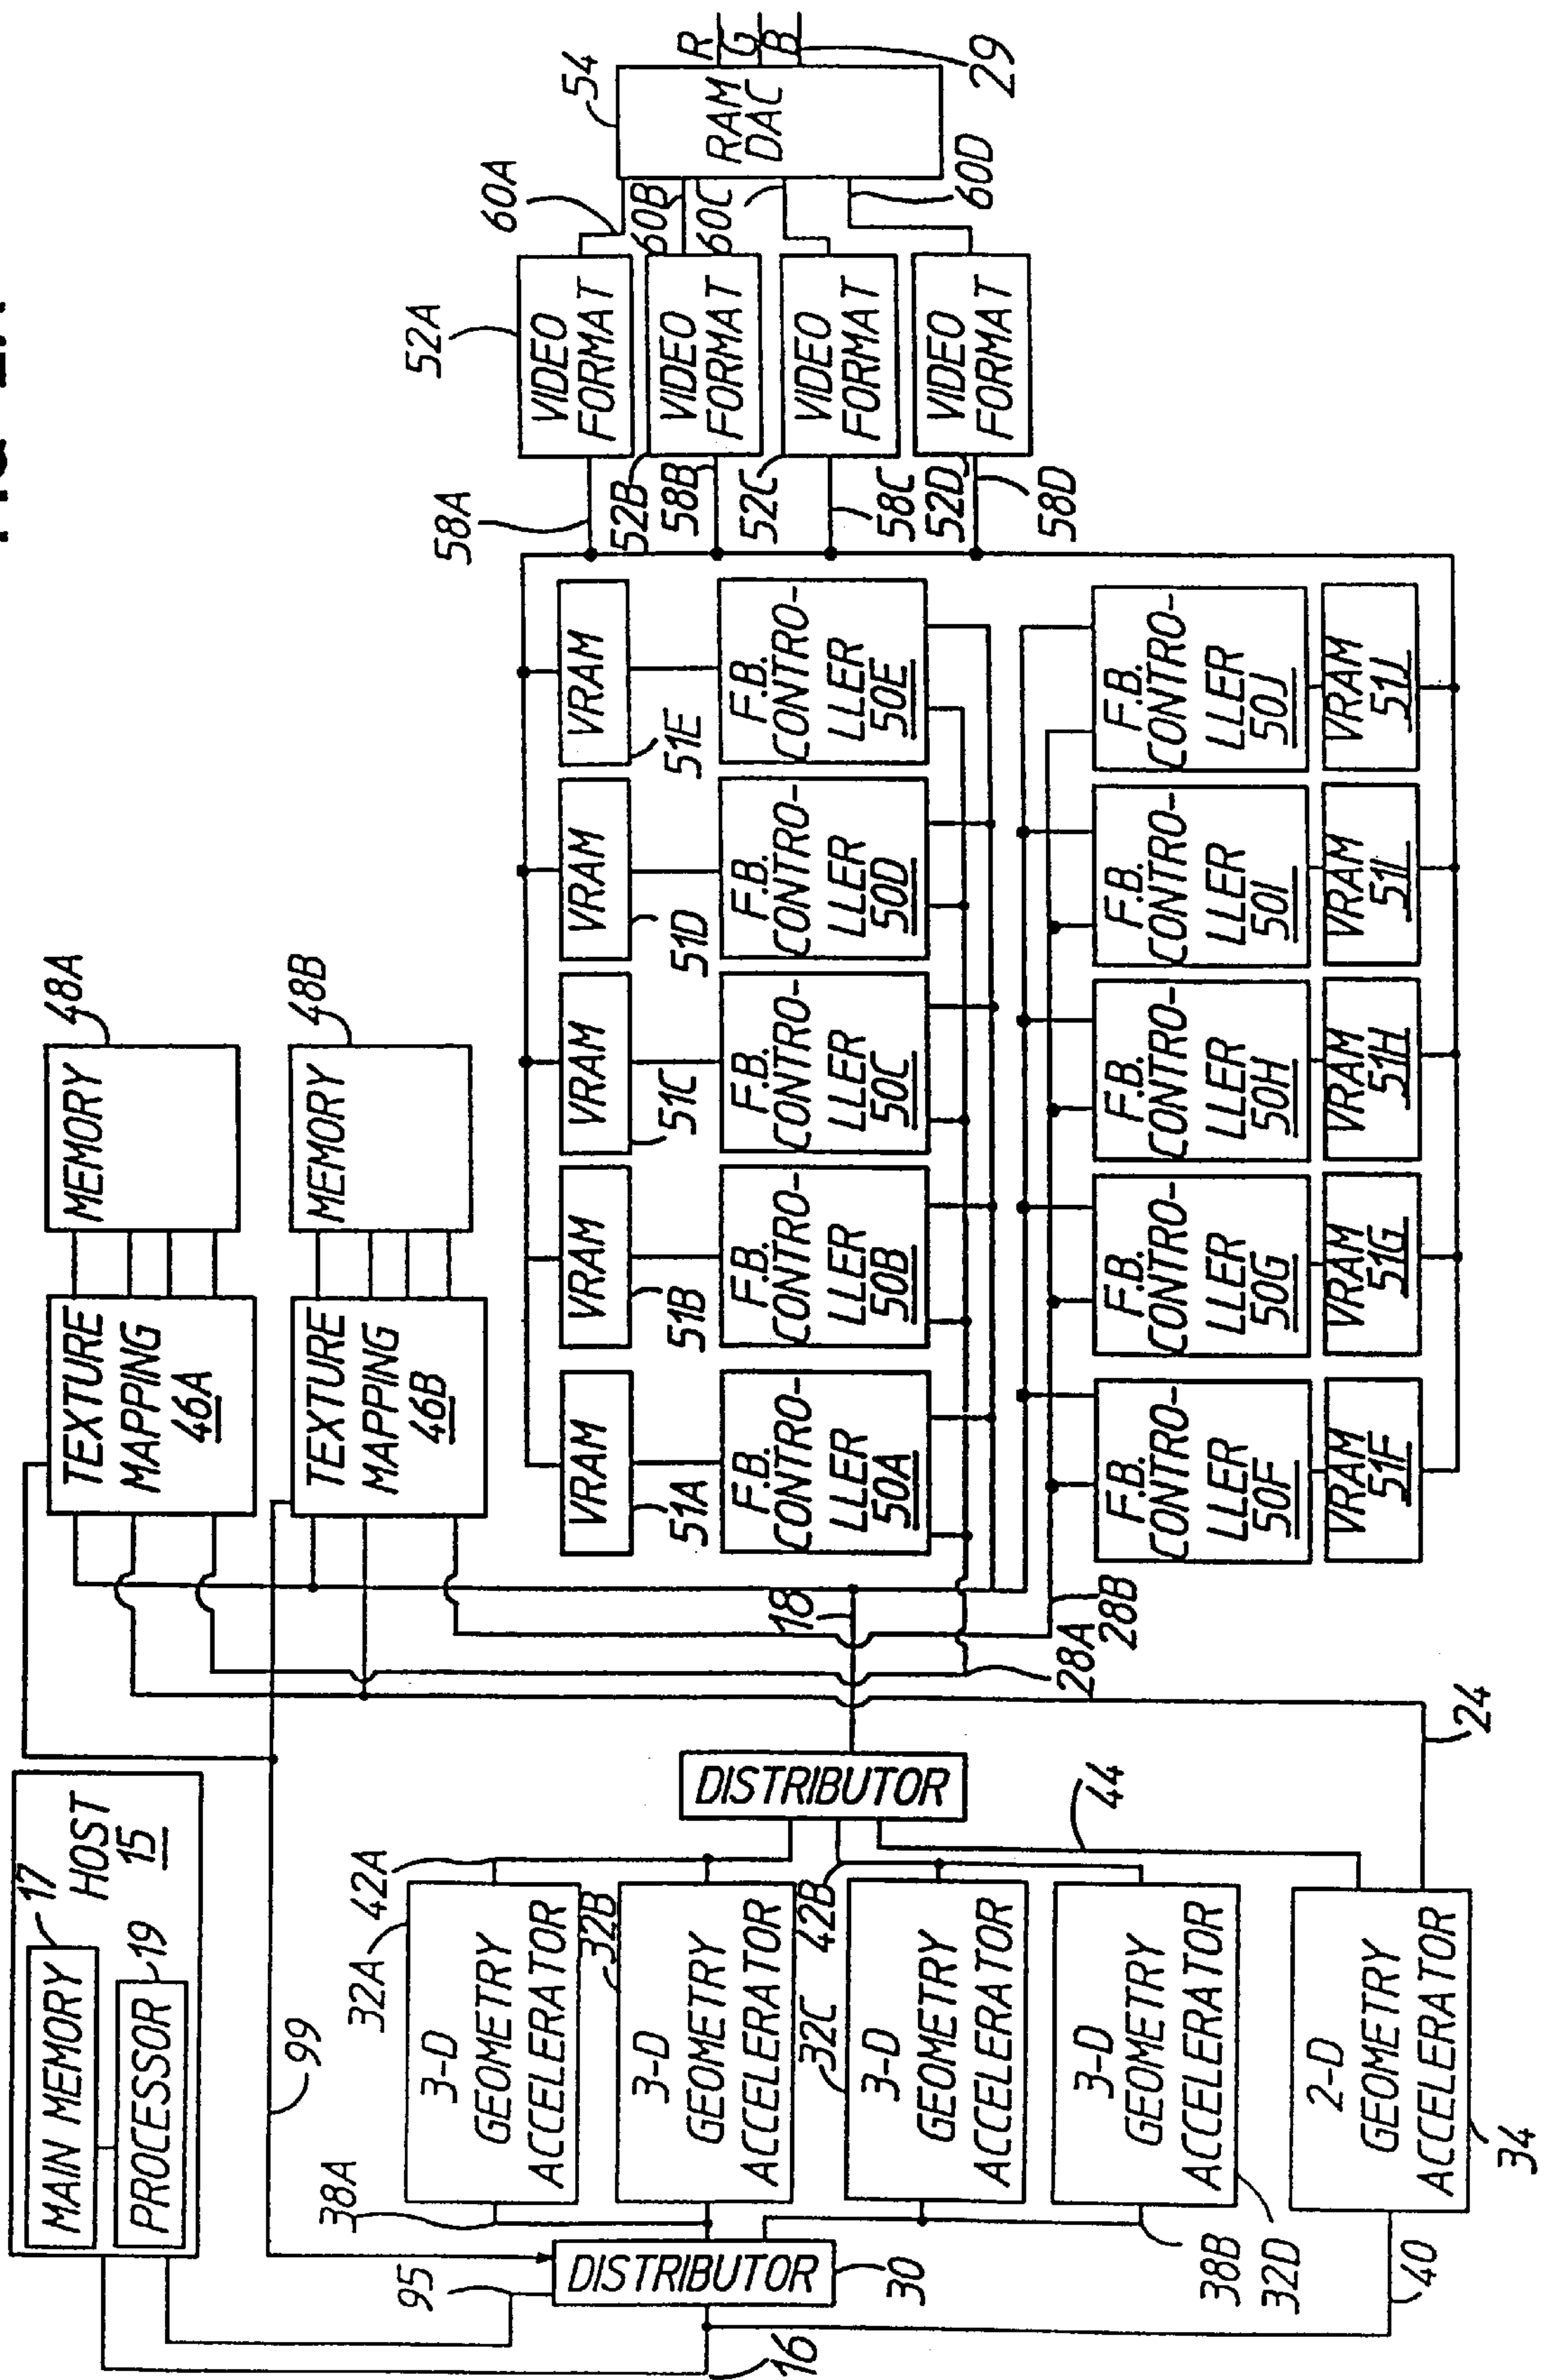 17
MAIN MEMORY
HOST
15
19
PROCESSOR
99
95
DISTRIBUTOR
30
16
38A
32A
42A
3-D
GEOMETRY
ACCELERATOR
32B
3-D
GEOMETRY
ACCELERATOR
32C
42B
3-D
GEOMETRY
ACCELERATOR
3-D
GEOMETRY
ACCELERATOR
38B
32D
2-D
GEOMETRY
ACCELERATOR
34
40
44
24
DISTRIBUTOR
18
28A
28B
TEXTURE
MAPPING
46A
MEMORY
48A
TEXTURE
MAPPING
46B
MEMORY
48B
VRAM
51A
VRAM
51B
VRAM
51C
VRAM
51D
VRAM
51E
F.B.
CONTRO-
LLER
50A
F.B.
CONTRO-
LLER
50B
F.B.
CONTRO-
LLER
50C
F.B.
CONTRO-
LLER
50D
F.B.
CONTRO-
LLER
50E
F.B.
CONTRO-
LLER
50F
F.B.
CONTRO-
LLER
50G
F.B.
CONTRO-
LLER
50H
F.B.
CONTRO-
LLER
50I
F.B.
CONTRO-
LLER
50J
VRAM
51F
VRAM
51G
VRAM
51H
VRAM
51I
VRAM
51J
58A
52A
VIDEO
FORMAT
60A
52B
58B
VIDEO
FORMAT
60B
52C
58C
VIDEO
FORMAT
60C
52D
58D
VIDEO
FORMAT
60D
54
RAM
DAC
R
G
B
29